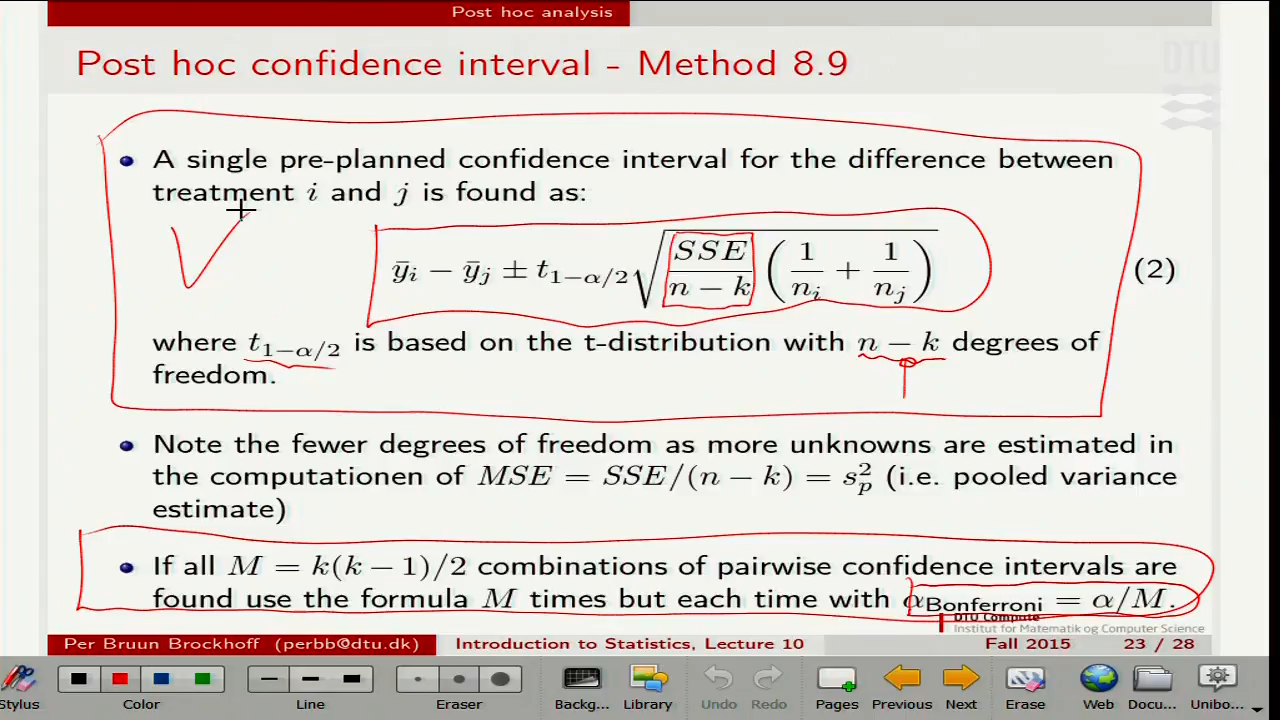 Post hoc analysis
Post hoc confidence interval - Method 8.9
DTU
A single pre-planned confidence interval for the difference between
treatment i and j is found as:
ȳᵢ − ȳⱼ ± t₁₋α/₂ √( SSE/(n − k) (1/nᵢ + 1/nⱼ) ) (2)
where t₁₋α/₂ is based on the t-distribution with n − k degrees of
freedom.
Note the fewer degrees of freedom as more unknowns are estimated in
the computationen of MSE = SSE/(n − k) = s²ₚ (i.e. pooled variance
estimate)
If all M = k(k − 1)/2 combinations of pairwise confidence intervals are
found use the formula M times but each time with α_Bonferroni = α/M.
DTU Compute
Institut for Matematik og Computer Science
Per Bruun Brockhoff (perbb@dtu.dk) Introduction to Statistics, Lecture 10 Fall 2015 23 / 28
Stylus Color Line Eraser Backg... Library Undo Redo Pages Previous Next Erase Web Docu... Unibo...